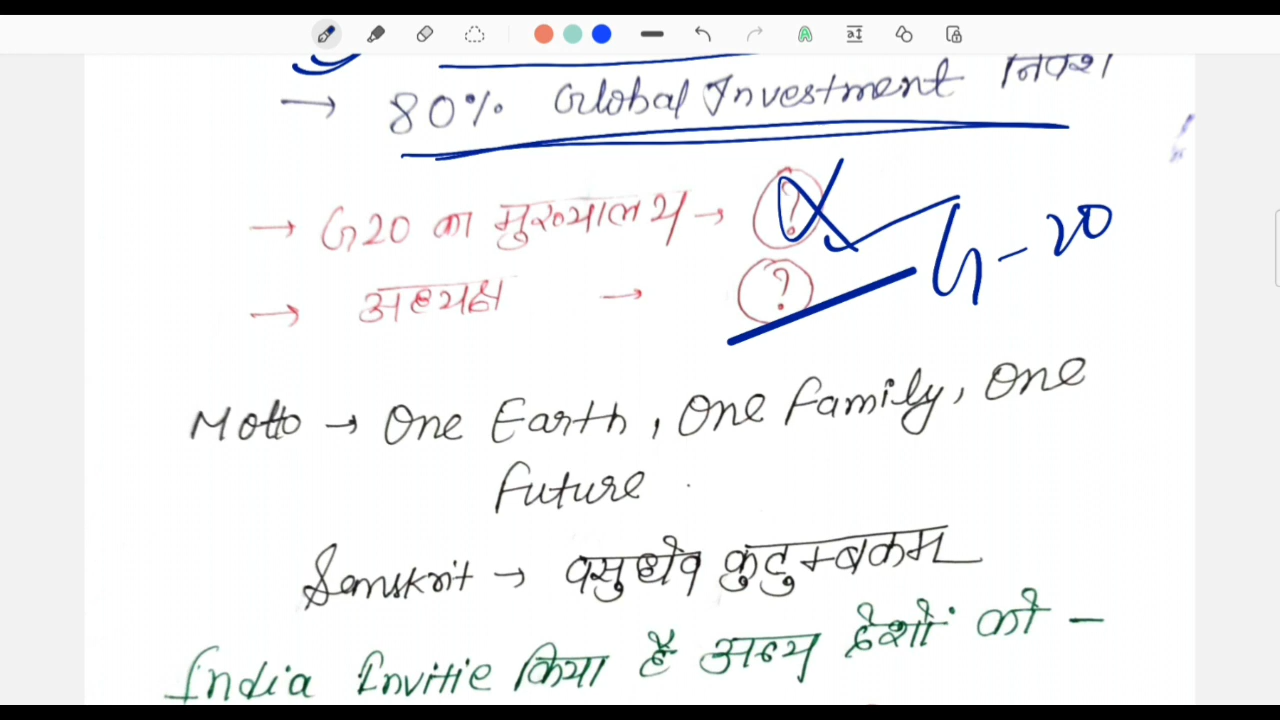 → 80% Global Investment निवेश
→ G20 का मुख्यालय → ?
G-20
→ अध्यक्ष → ?
Motto → One Earth, One Family, One
Future.
Sanskrit → वसुधेव कुटुम्बकम
India Invitie किया है अन्य देशों को -